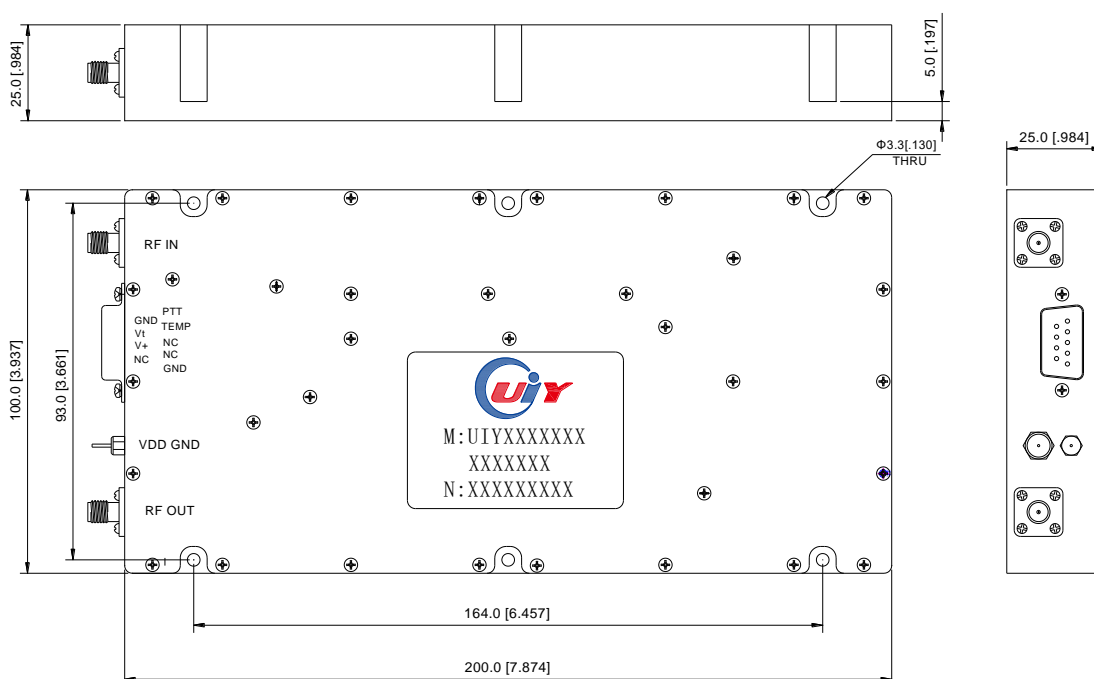 25.0 [.984]
5.0 [.197]
Φ3.3[.130]
THRU
25.0 [.984]
100.0 [3.937]
93.0 [3.661]
RF IN
PTT
GND
TEMP
Vt
V+
NC
NC
NC
GND
VDD GND
RF OUT
UIY
M:UIYXXXXXXX
XXXXXXX
N:XXXXXXXXX
164.0 [6.457]
200.0 [7.874]